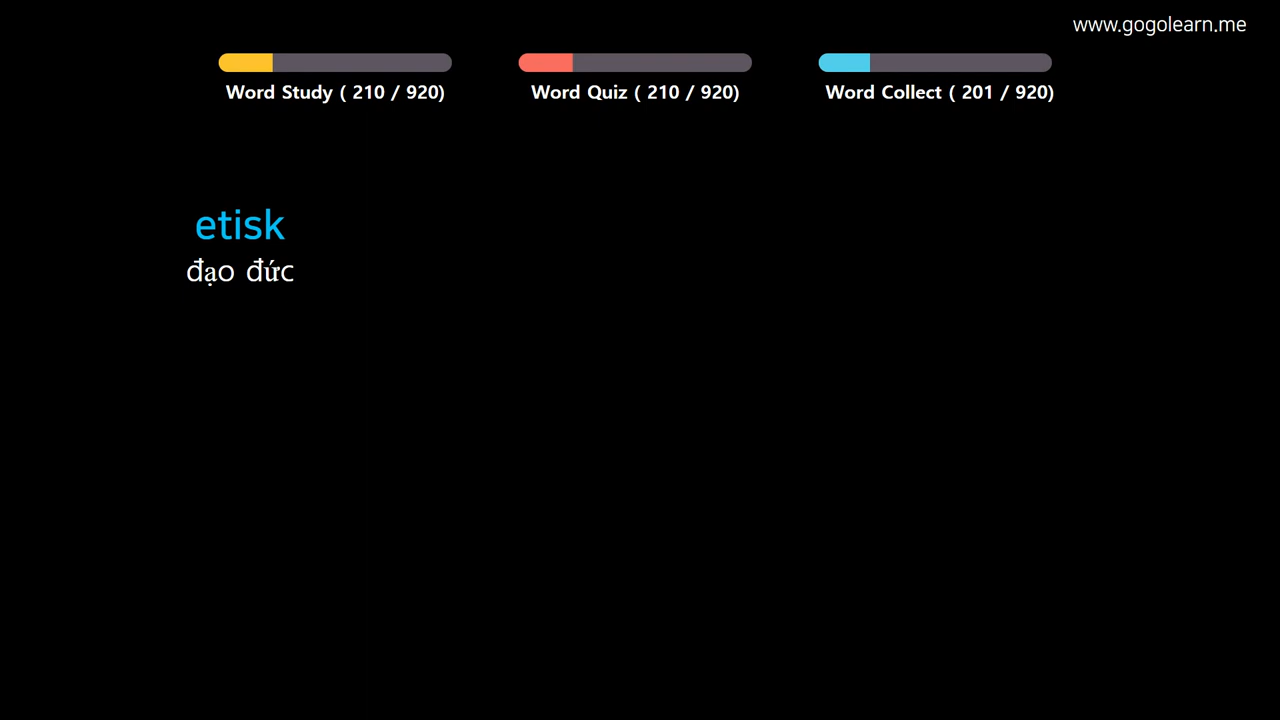 www.gogolearn.me
Word Study ( 210 / 920)
Word Quiz ( 210 / 920)
Word Collect ( 201 / 920)
etisk
đạo đức